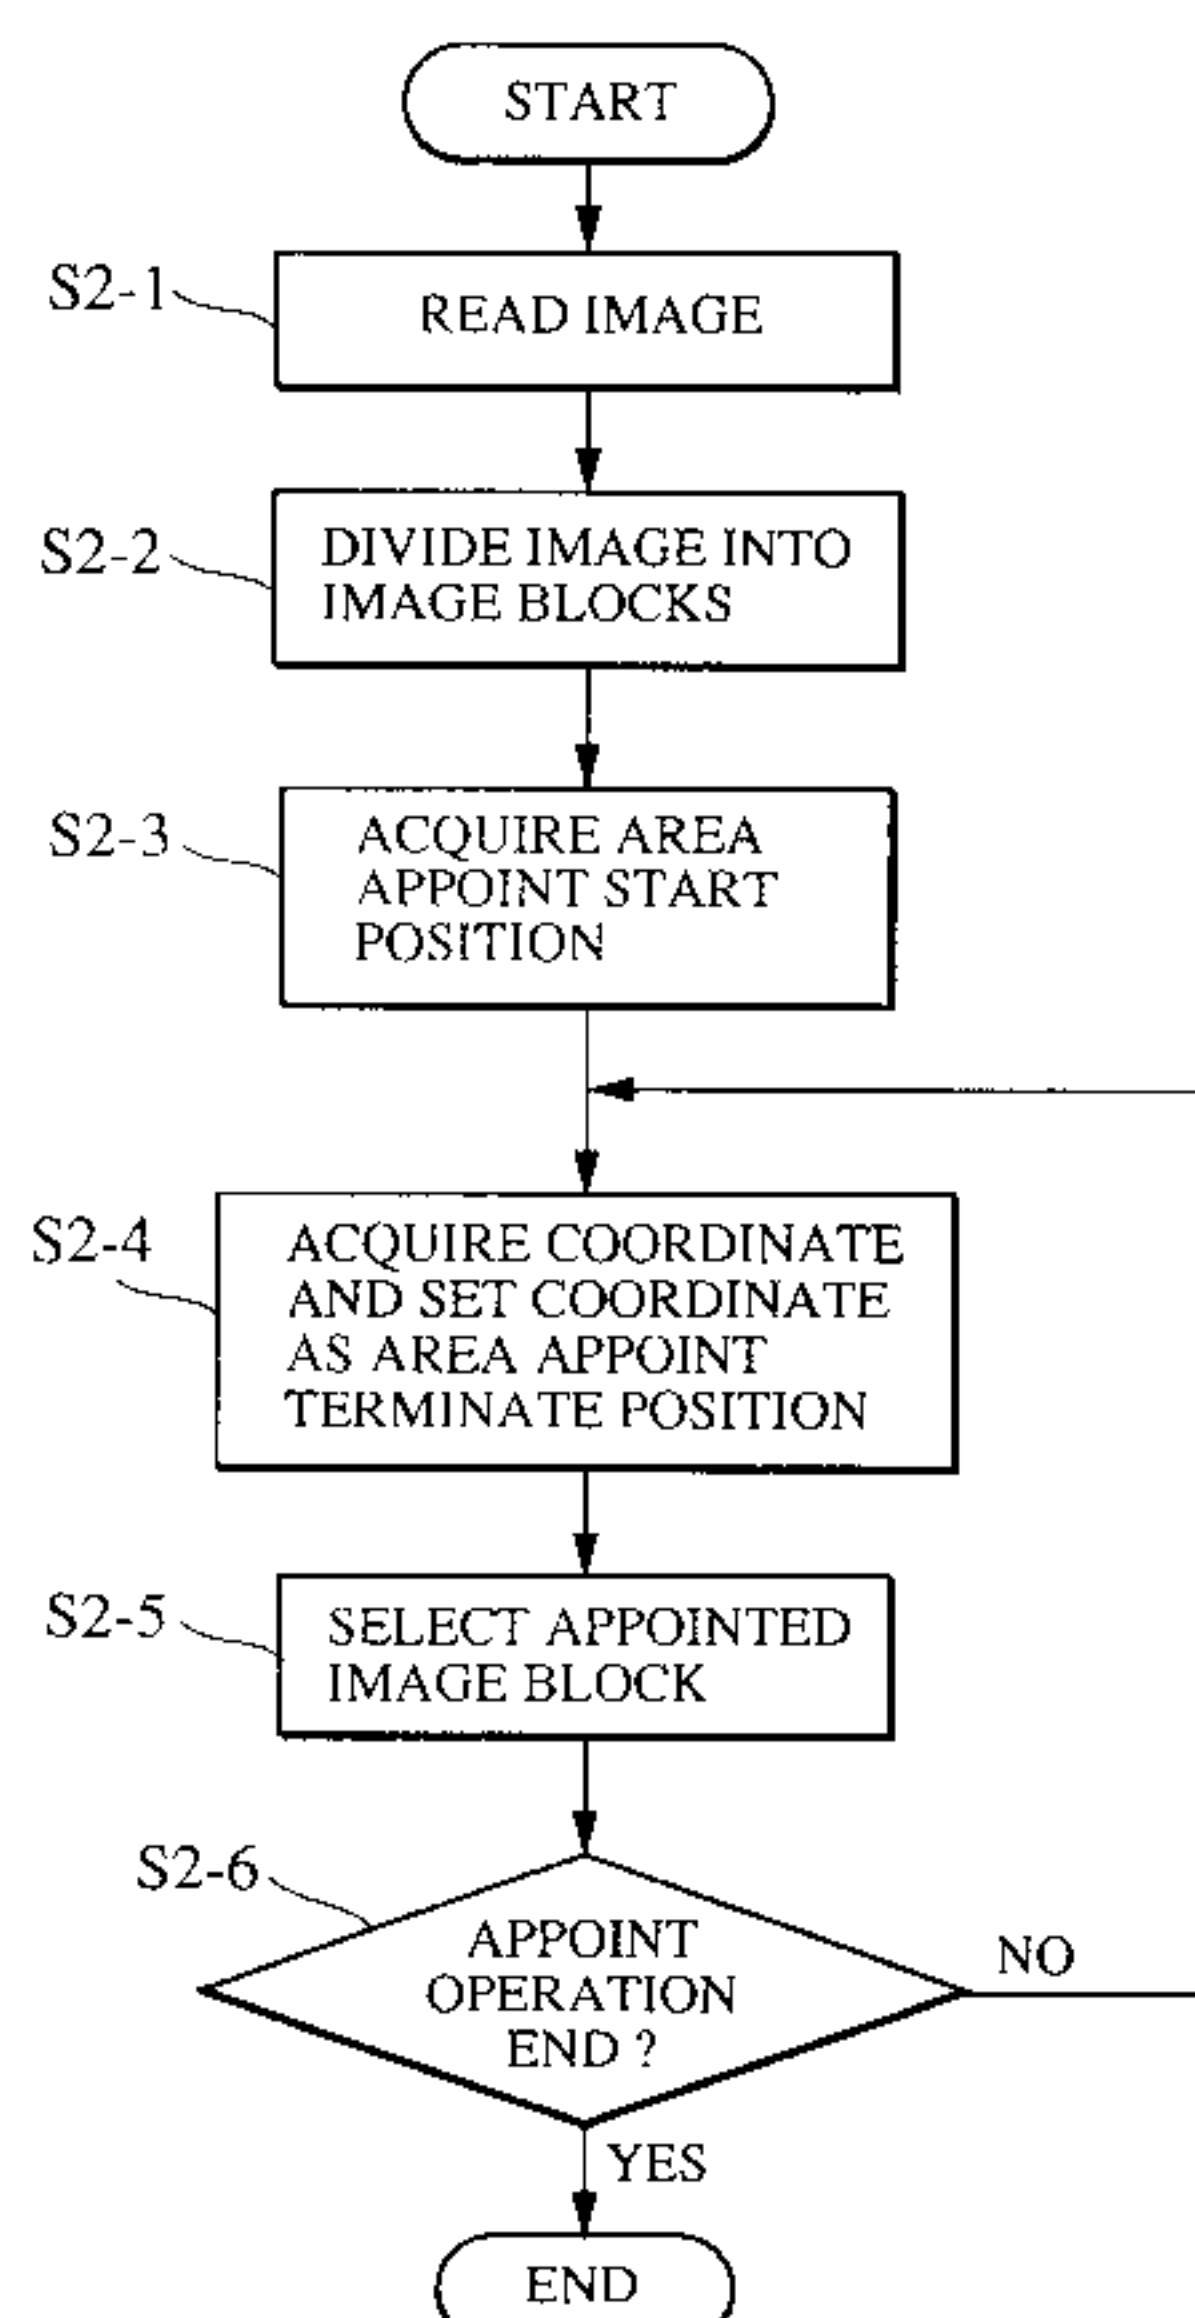 START
S2-1
READ IMAGE
S2-2
DIVIDE IMAGE INTO
IMAGE BLOCKS
S2-3
ACQUIRE AREA
APPOINT START
POSITION
S2-4
ACQUIRE COORDINATE
AND SET COORDINATE
AS AREA APPOINT
TERMINATE POSITION
S2-5
SELECT APPOINTED
IMAGE BLOCK
S2-6
APPOINT
OPERATION
END ?
NO
YES
END